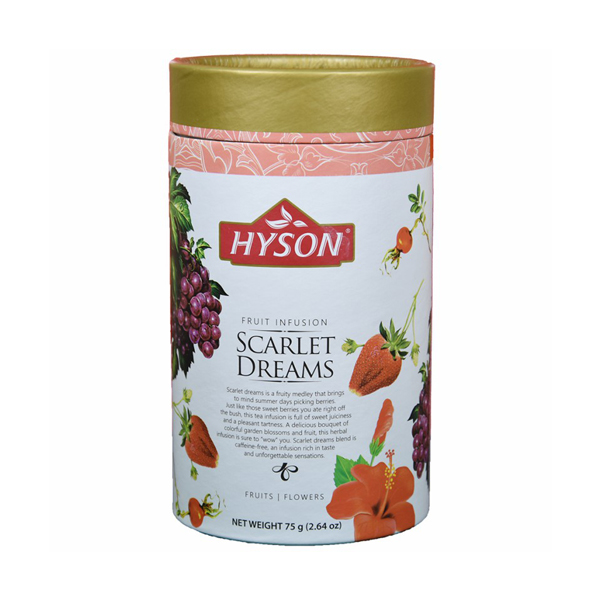 HYSON®
FRUIT INFUSION
SCARLET
DREAMS
Scarlet dreams is a fruity medley that brings
to mind summer days picking berries.
Just like those sweet berries you ate right off
the bush, this tea infusion is full of sweet juiciness
and a pleasant tartness. A delicious bouquet of
colorful garden blossoms and fruit, this herbal
infusion is sure to "wow" you. Scarlet dreams blend is
caffeine-free, an infusion rich in taste
and unforgettable sensations.
FRUITS | FLOWERS
NET WEIGHT 75 g (2.64 oz)